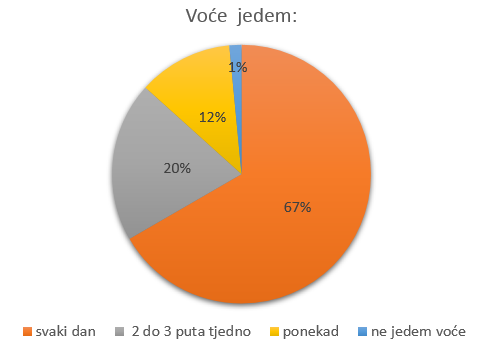 Voće jedem:
1%
12%
20%
67%
svaki dan 2 do 3 puta tjedno ponekad ne jedem voće